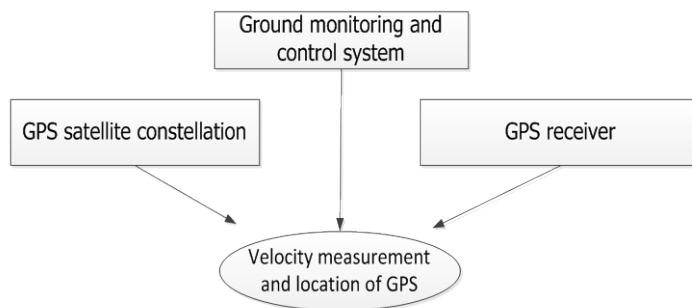 Ground monitoring and
control system
GPS satellite constellation
GPS receiver
Velocity measurement
and location of GPS